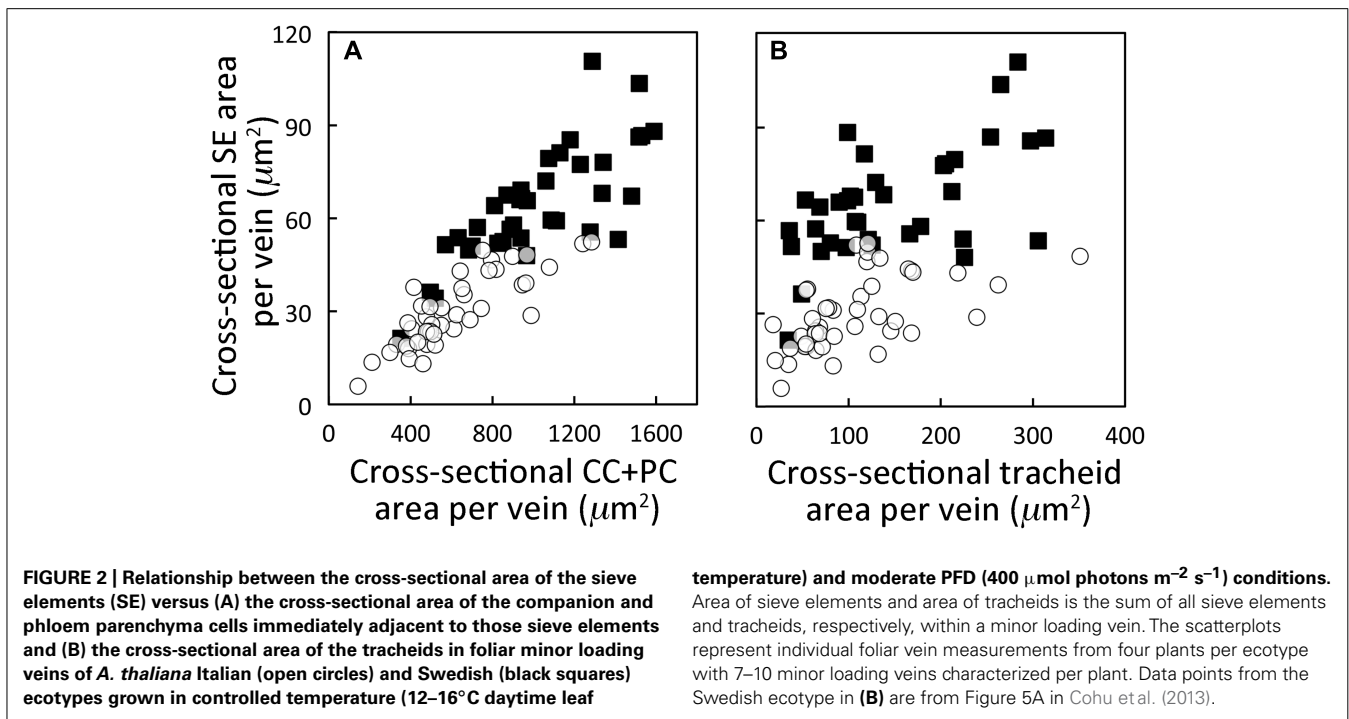 120
90
60
30
0
Cross-sectional SE area
per vein (μm²)
A
0 400 800 1200 1600
Cross-sectional CC+PC
area per vein (μm²)
B
0 100 200 300 400
Cross-sectional tracheid
area per vein (μm²)
FIGURE 2 | Relationship between the cross-sectional area of the sieve
elements (SE) versus (A) the cross-sectional area of the companion and
phloem parenchyma cells immediately adjacent to those sieve elements
and (B) the cross-sectional area of the tracheids in foliar minor loading
veins of A. thaliana Italian (open circles) and Swedish (black squares)
ecotypes grown in controlled temperature (12–16°C daytime leaf
temperature) and moderate PFD (400 μmol photons m⁻² s⁻¹) conditions.
Area of sieve elements and area of tracheids is the sum of all sieve elements
and tracheids, respectively, within a minor loading vein. The scatterplots
represent individual foliar vein measurements from four plants per ecotype
with 7–10 minor loading veins characterized per plant. Data points from the
Swedish ecotype in (B) are from Figure 5A in Cohu et al. (2013).